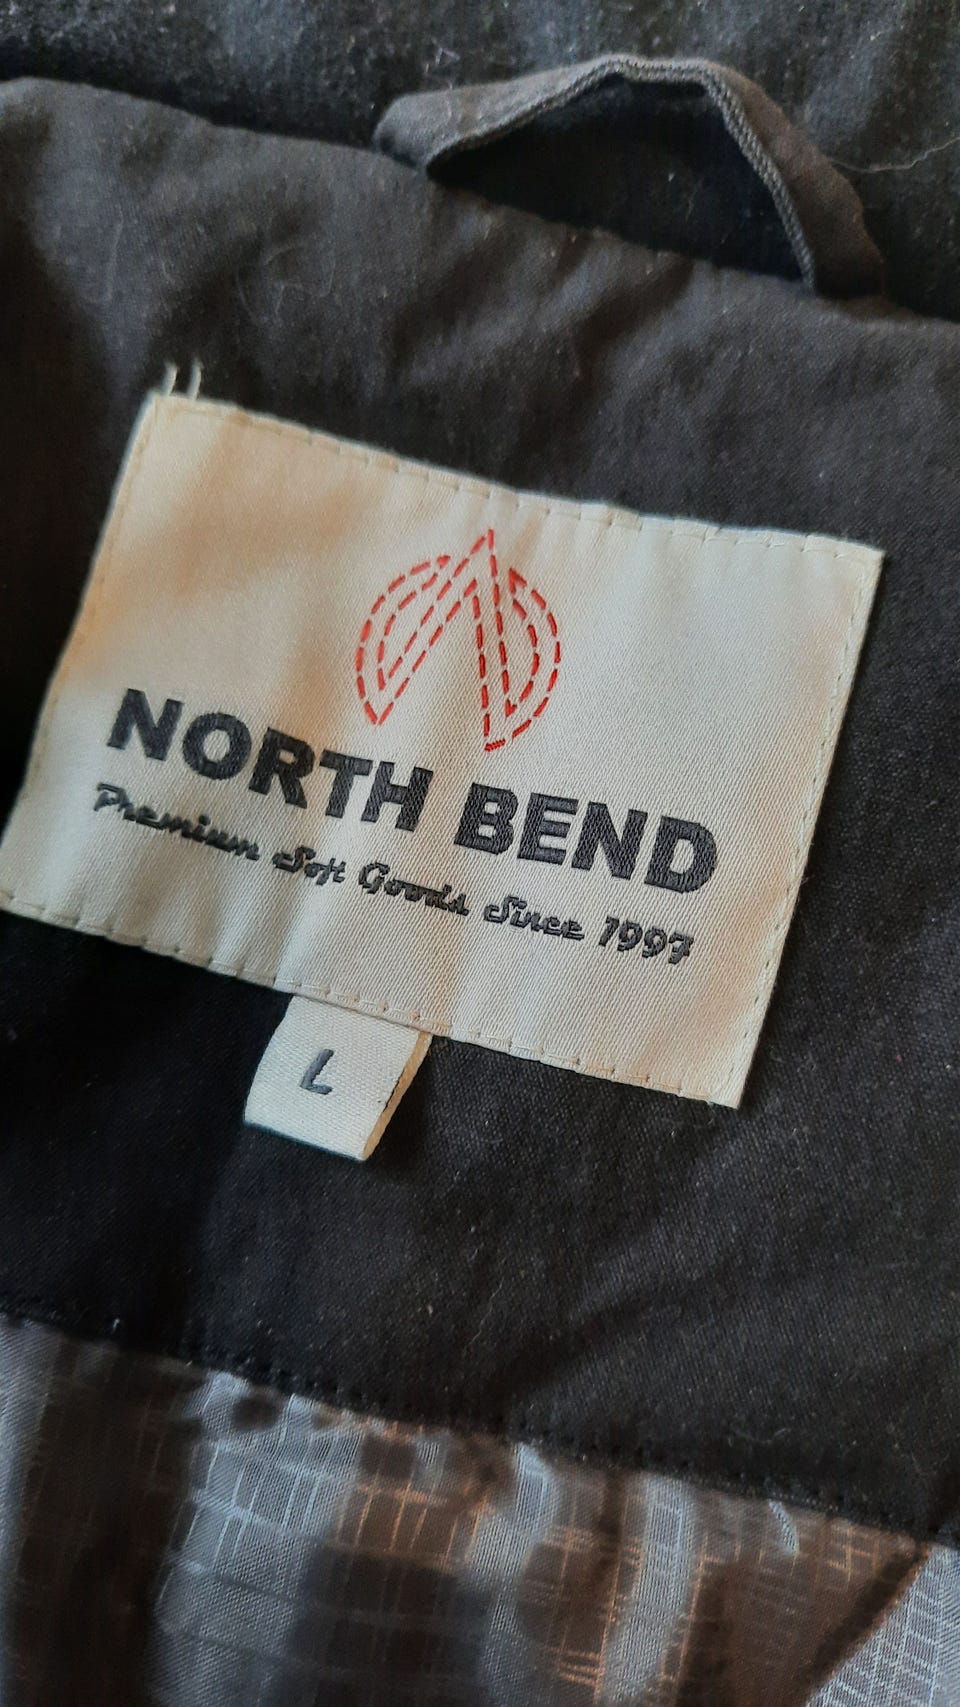 NORTH BEND
Premium Soft Goods Since 1997
L